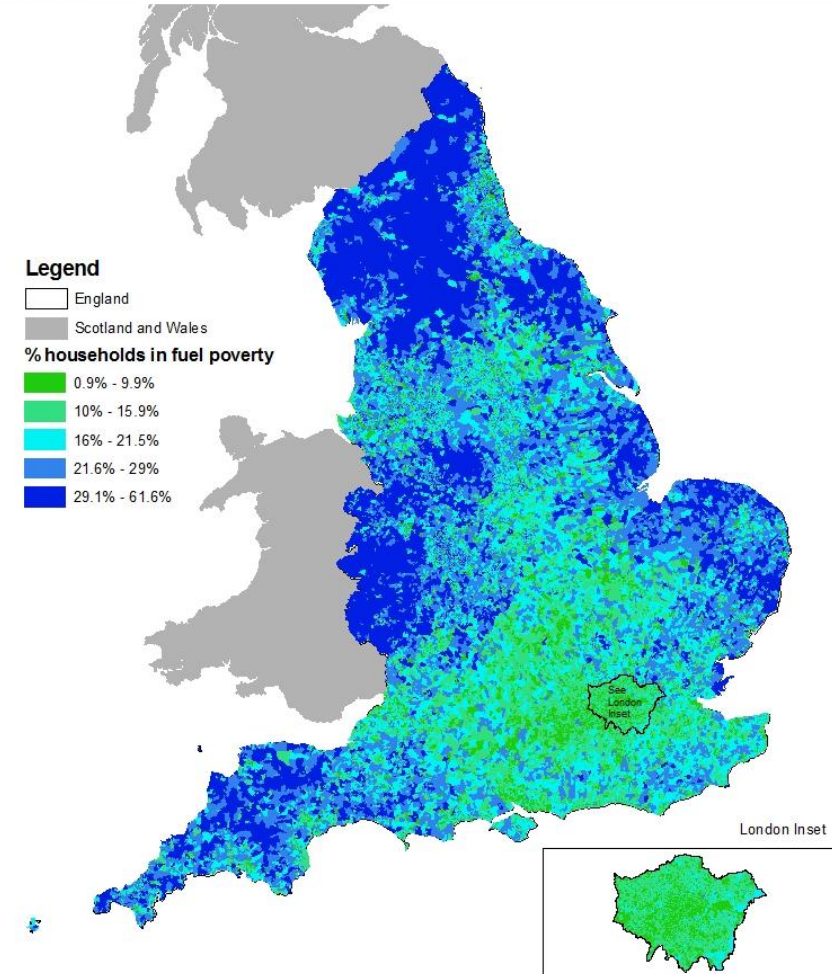 Legend
England
Scotland and Wales
% households in fuel poverty
0.9% - 9.9%
10% - 15.9%
16% - 21.5%
21.6% - 29%
29.1% - 61.6%
See
London
Inset
London Inset